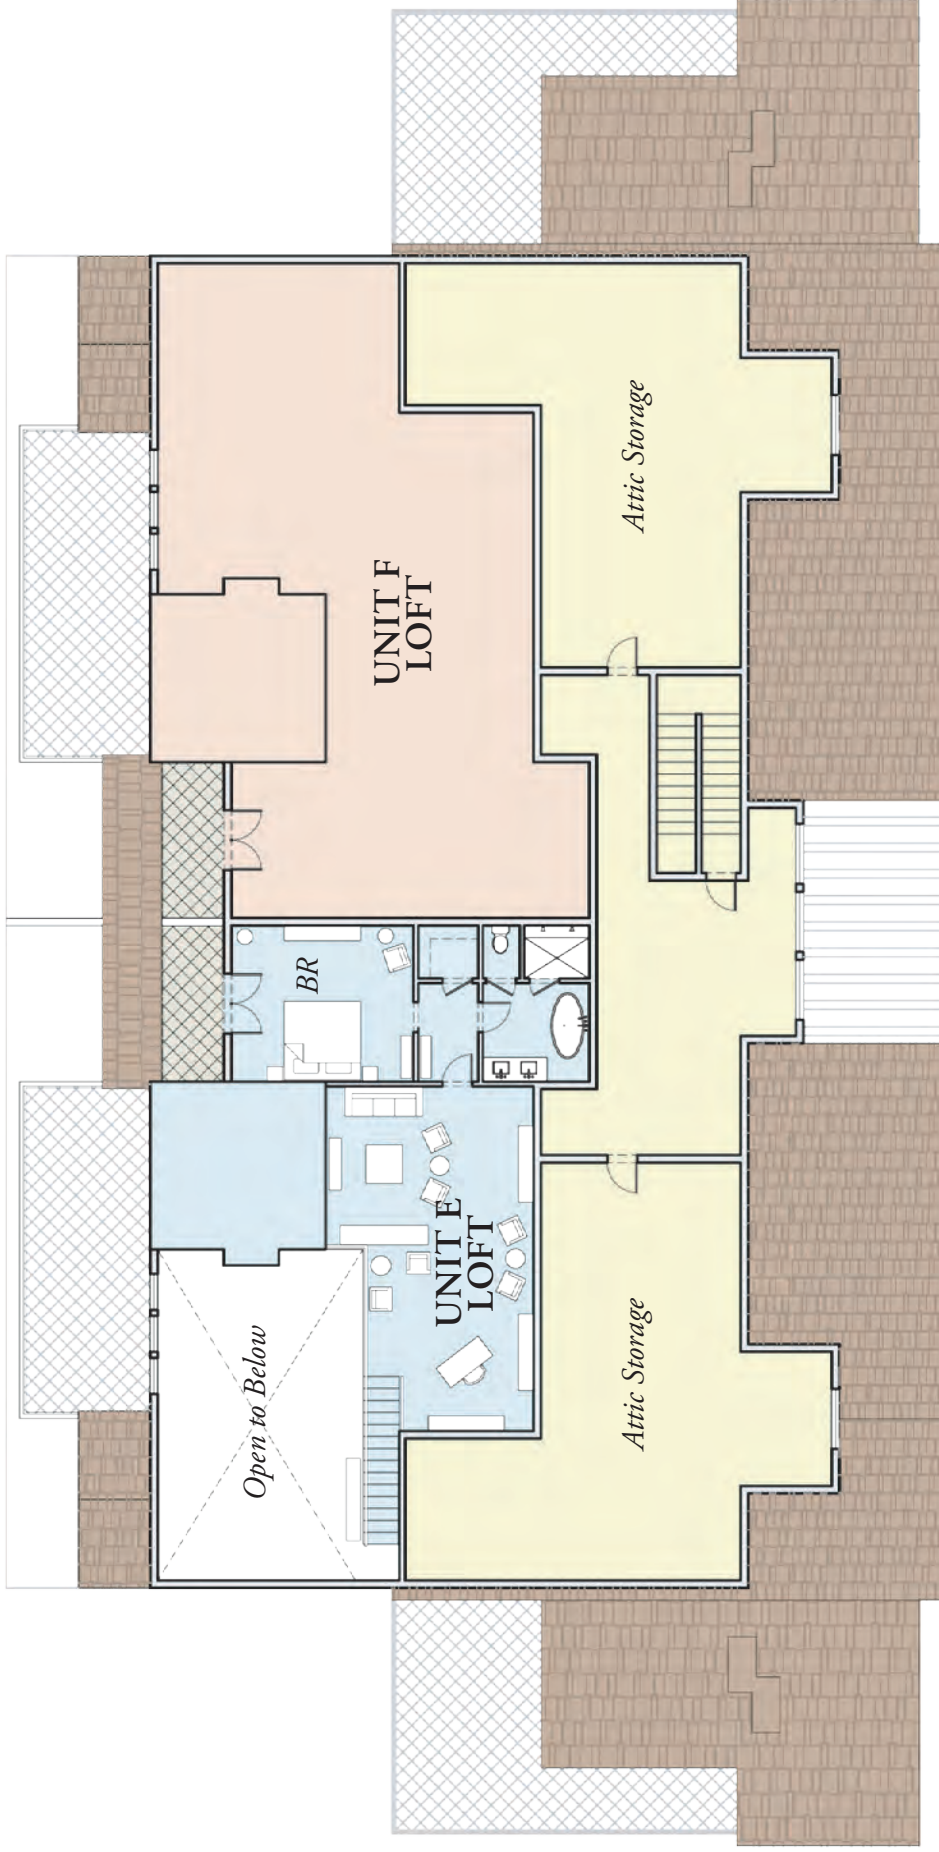 Open to Below
BR
UNIT E
LOFT
UNIT F
LOFT
Attic Storage
Attic Storage